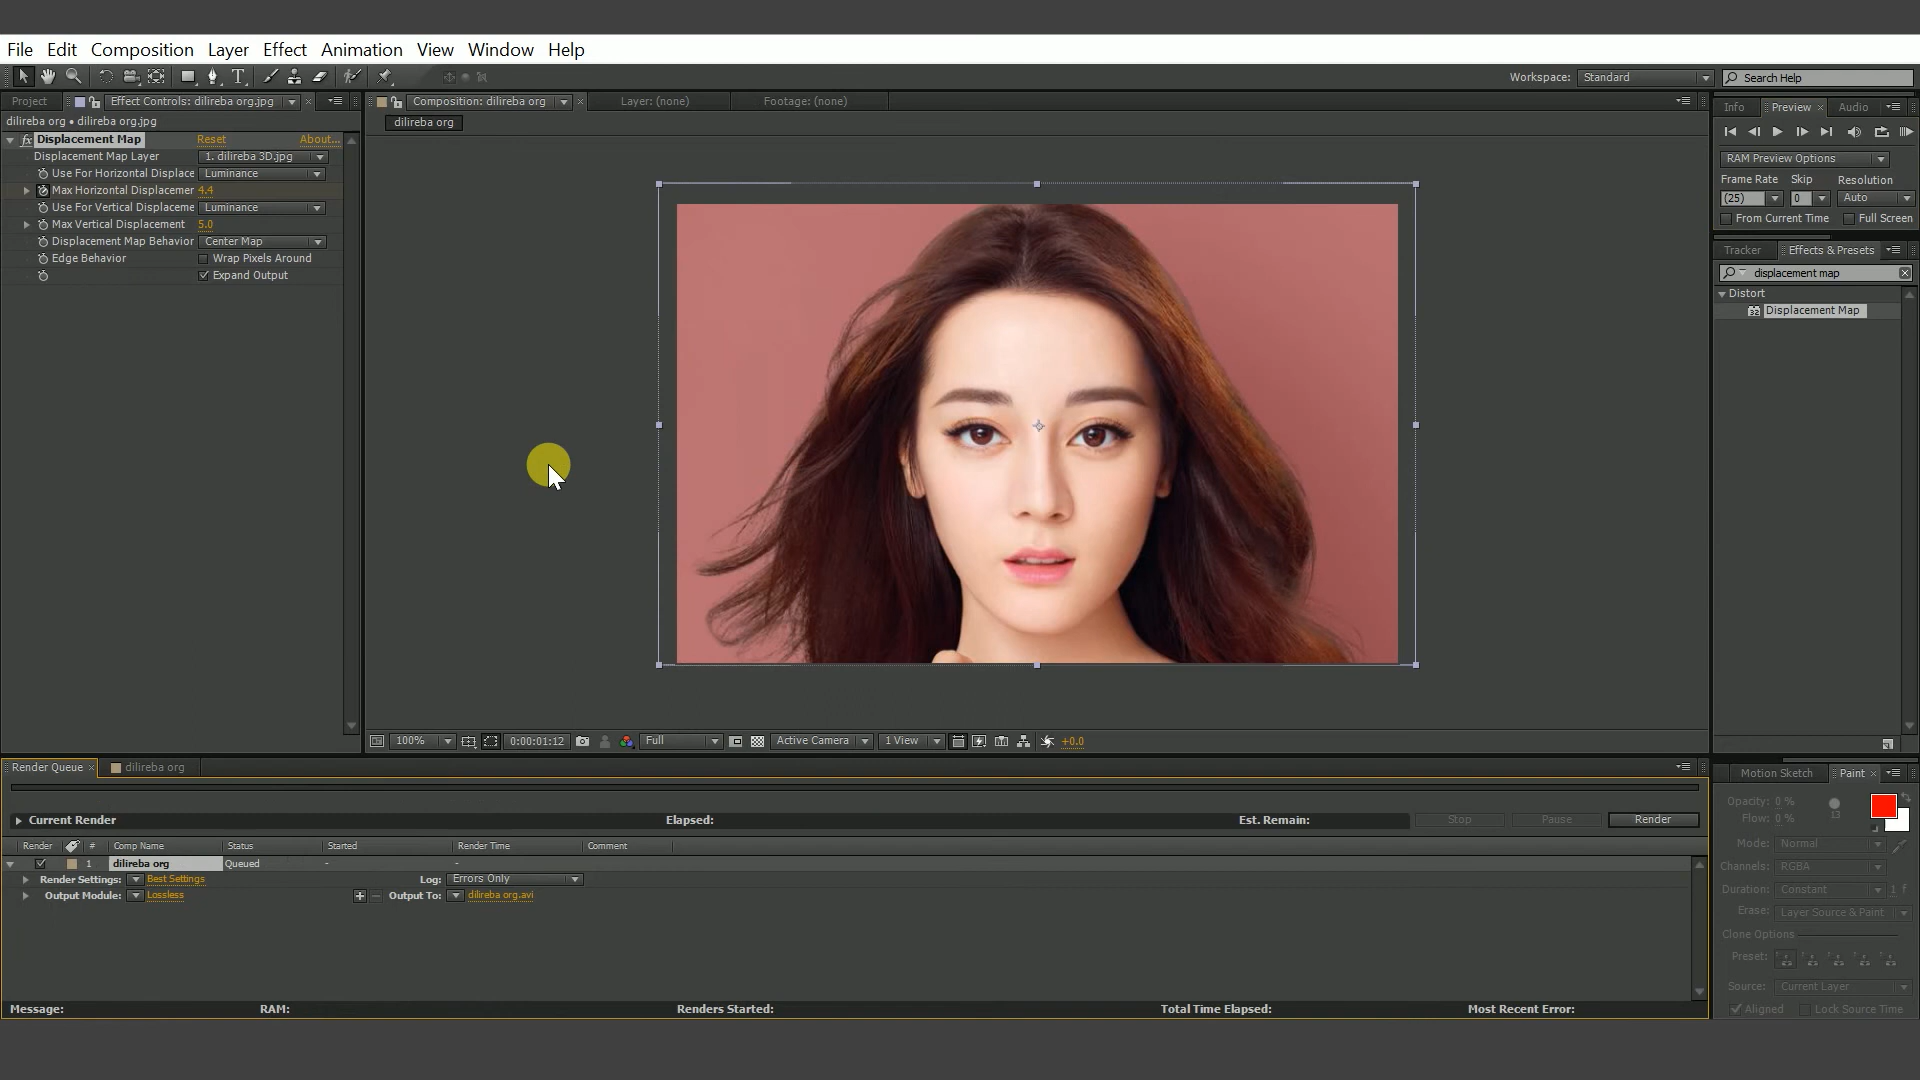 File Edit Composition Layer Effect Animation View Window Help
Workspace: Standard Search Help
Project Effect Controls: dilireba org.jpg Composition: dilireba org Layer: (none) Footage: (none)
dilireba org • dilireba org.jpg
dilireba org
Displacement Map Reset About...
Displacement Map Layer 1. dilireba 3D.jpg
Use For Horizontal Displace Luminance
Max Horizontal Displacemer 4.4
Use For Vertical Displaceme Luminance
Max Vertical Displacement 5.0
Displacement Map Behavior Center Map
Edge Behavior Wrap Pixels Around
Expand Output
Info Preview Audio
RAM Preview Options
Frame Rate Skip Resolution
(25) 0 Auto
From Current Time Full Screen
Tracker Effects & Presets
displacement map
Distort
32 Displacement Map
100% 0:00:01:12 Full Active Camera 1 View +0.0
Render Queue dilireba org
Current Render Elapsed: Est. Remain: Stop Pause Render
Render # Comp Name Status Started Render Time Comment
1 dilireba org Queued - -
Render Settings: Best Settings Log: Errors Only
Output Module: Lossless Output To: dilireba org.avi
Message: RAM: Renders Started: Total Time Elapsed: Most Recent Error:
Motion Sketch Paint
Opacity: 0 %
Flow: 0 %
13
Mode: Normal
Channels: RGBA
Duration: Constant 1 f
Erase: Layer Source & Paint
Clone Options
Preset:
Source: Current Layer
Aligned Lock Source Time